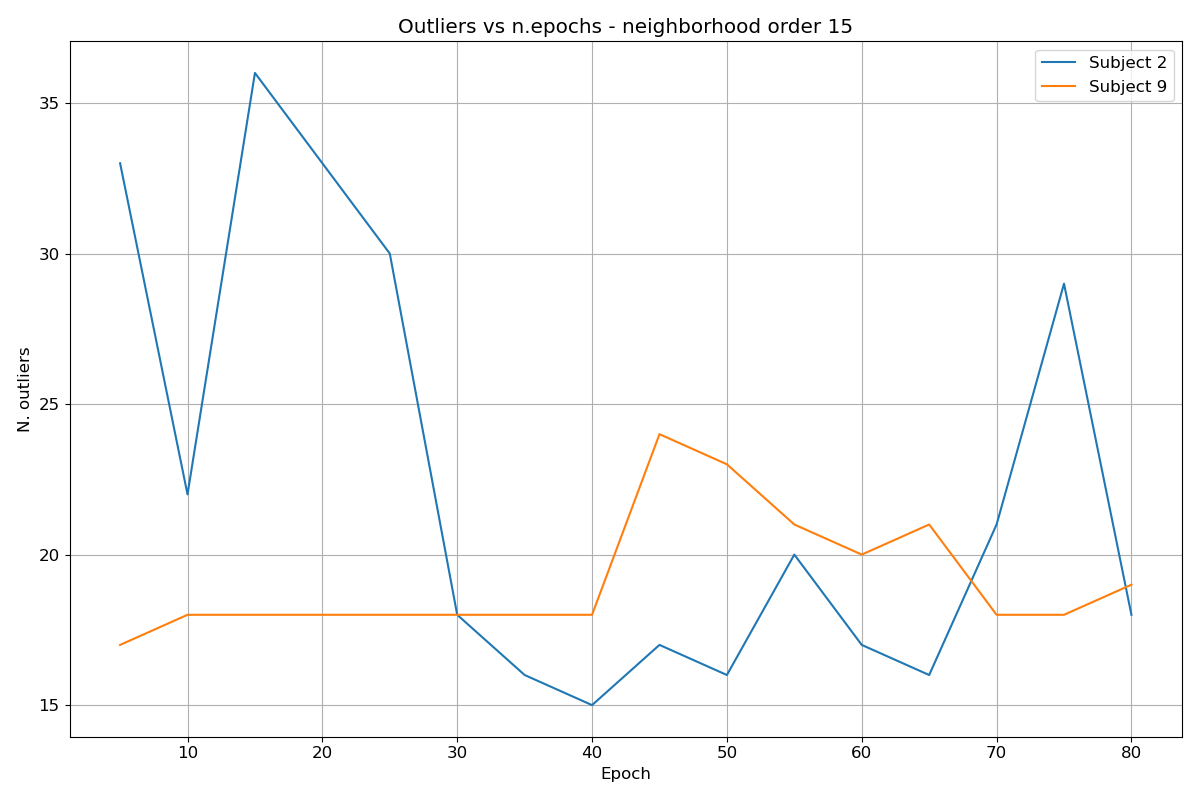 Outliers vs n.epochs - neighborhood order 15
Subject 2
Subject 9
35
30
25
20
15
N. outliers
10 20 30 40 50 60 70 80
Epoch